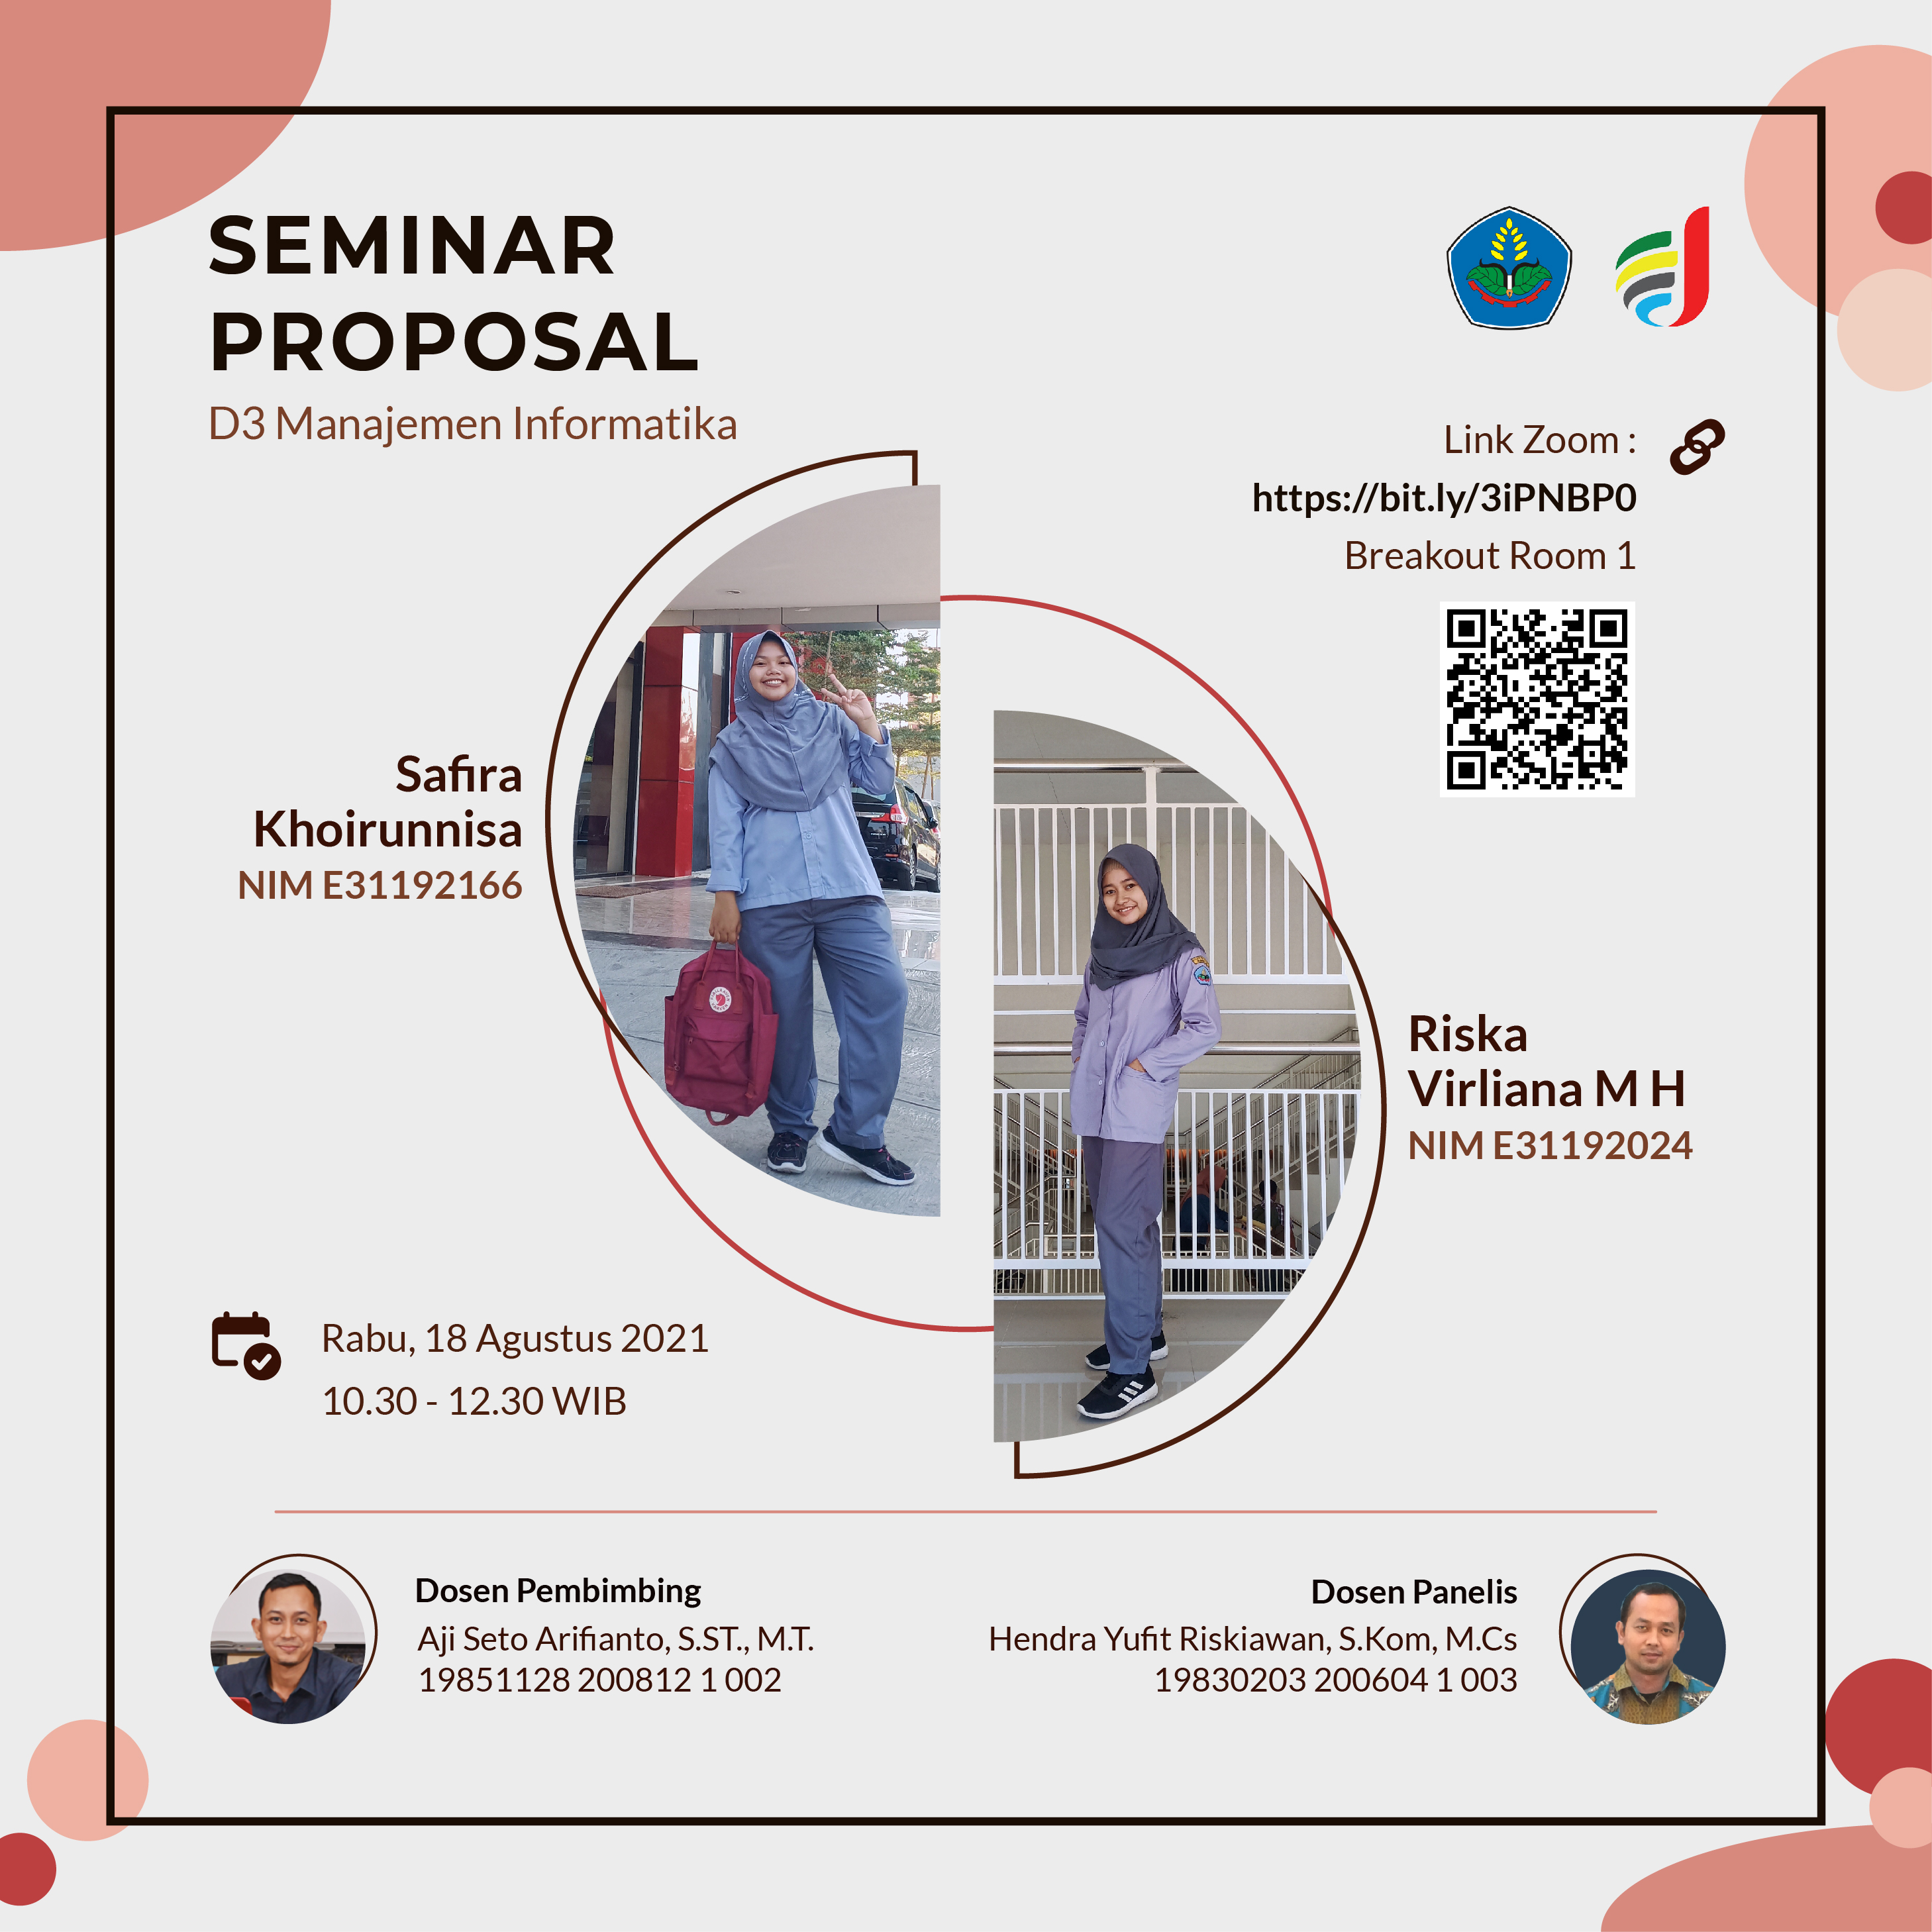 SEMINAR
PROPOSAL
D3 Manajemen Informatika
Link Zoom :
https://bit.ly/3iPNBP0
Breakout Room 1
Safira
Khoirunnisa
NIM E31192166
Riska
Virliana M H
NIM E31192024
Rabu, 18 Agustus 2021
10.30 - 12.30 WIB
Dosen Pembimbing
Aji Seto Arifianto, S.ST., M.T.
19851128 200812 1 002
Dosen Panelis
Hendra Yufit Riskiawan, S.Kom, M.Cs
19830203 200604 1 003